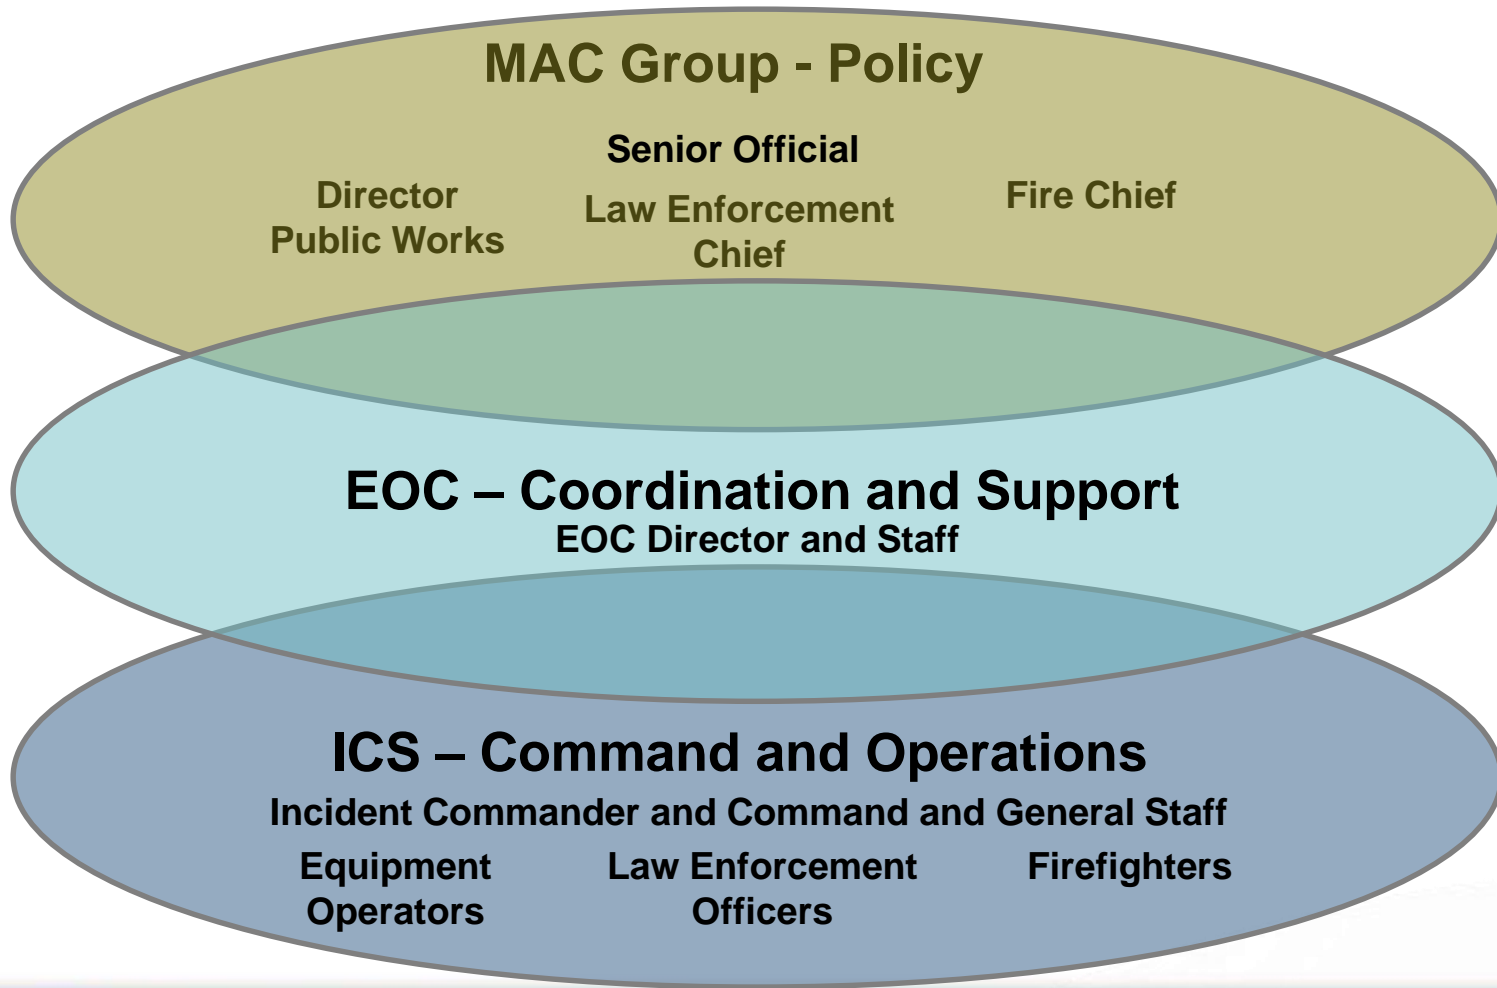 MAC Group - Policy
Senior Official
Director
Public Works
Law Enforcement
Chief
Fire Chief
EOC – Coordination and Support
EOC Director and Staff
ICS – Command and Operations
Incident Commander and Command and General Staff
Equipment
Operators
Law Enforcement
Officers
Firefighters